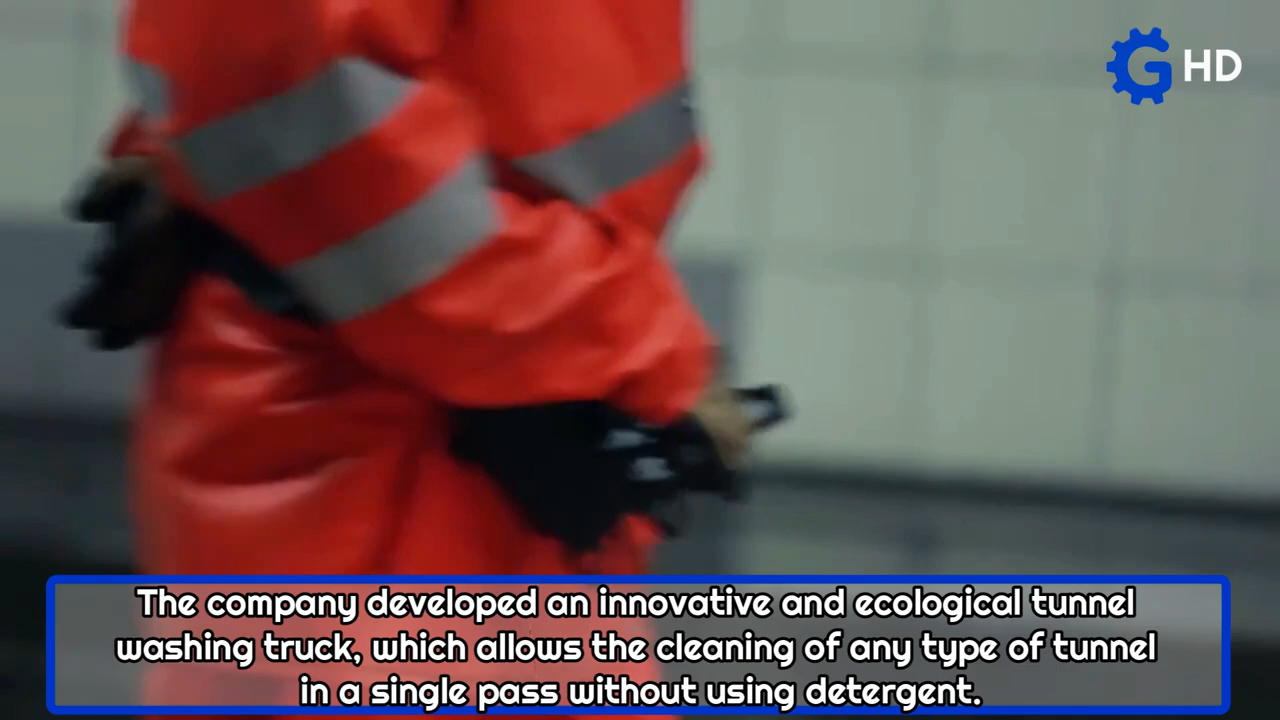 G HD
The company developed an innovative and ecological tunnel
washing truck, which allows the cleaning of any type of tunnel
in a single pass without using detergent.